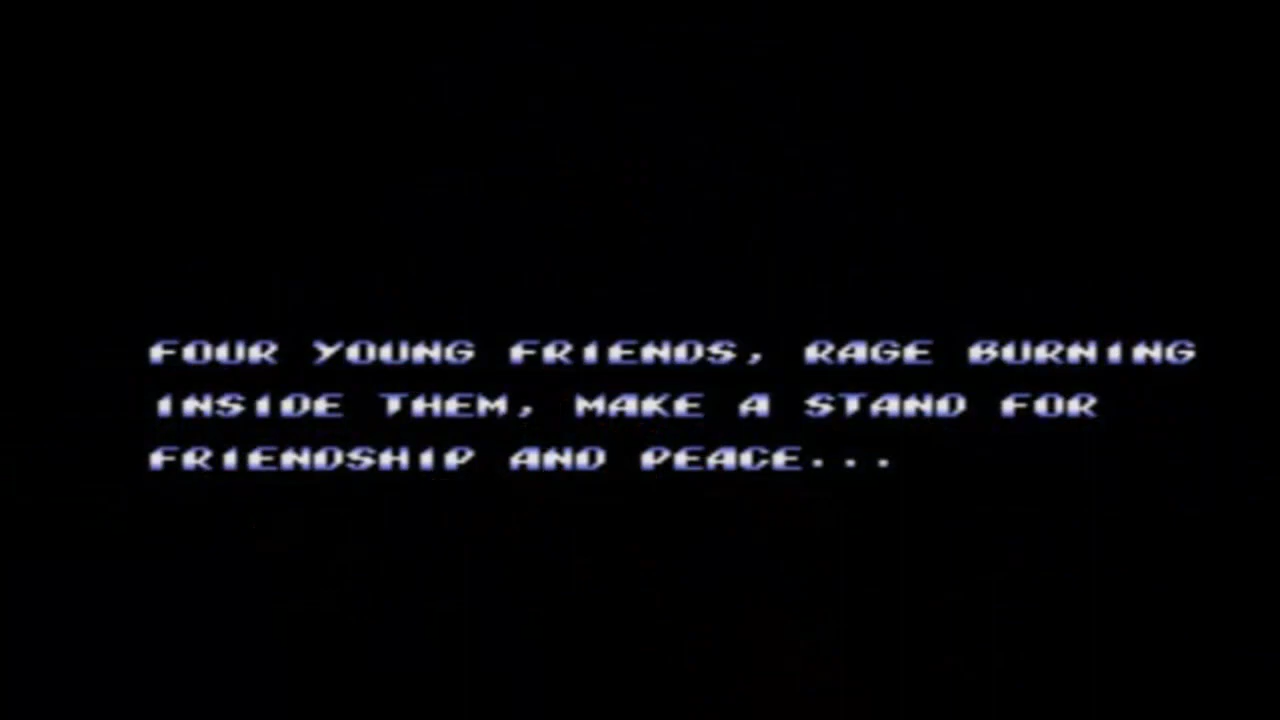 FOUR YOUNG FRIENDS, RAGE BURNING
INSIDE THEM, MAKE A STAND FOR
FRIENDSHIP AND PEACE...